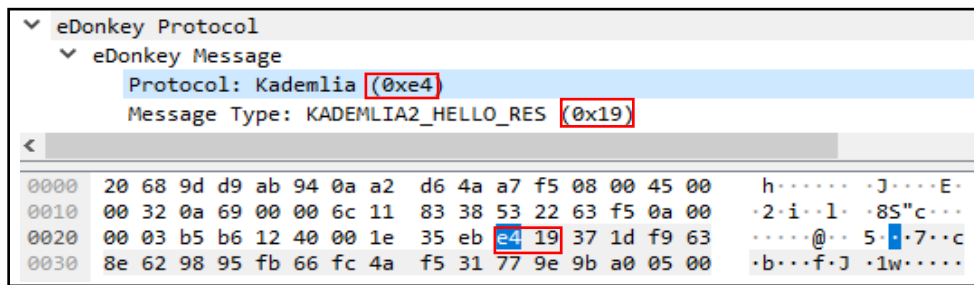 eDonkey Protocol
eDonkey Message
Protocol: Kademlia (0xe4)
Message Type: KADEMLIA2_HELLO_RES (0x19)
0000 20 68 9d d9 ab 94 0a a2 d6 4a a7 f5 08 00 45 00 h······ ·J····E·
0010 00 32 0a 69 00 00 6c 11 83 38 53 22 63 f5 0a 00 ·2·i··l· ·8S"c···
0020 00 03 b5 b6 12 40 00 1e 35 eb e4 19 37 1d f9 63 ·····@·· 5···7··c
0030 8e 62 98 95 fb 66 fc 4a f5 31 77 9e 9b a0 05 00 ·b···f·J ·1w·····